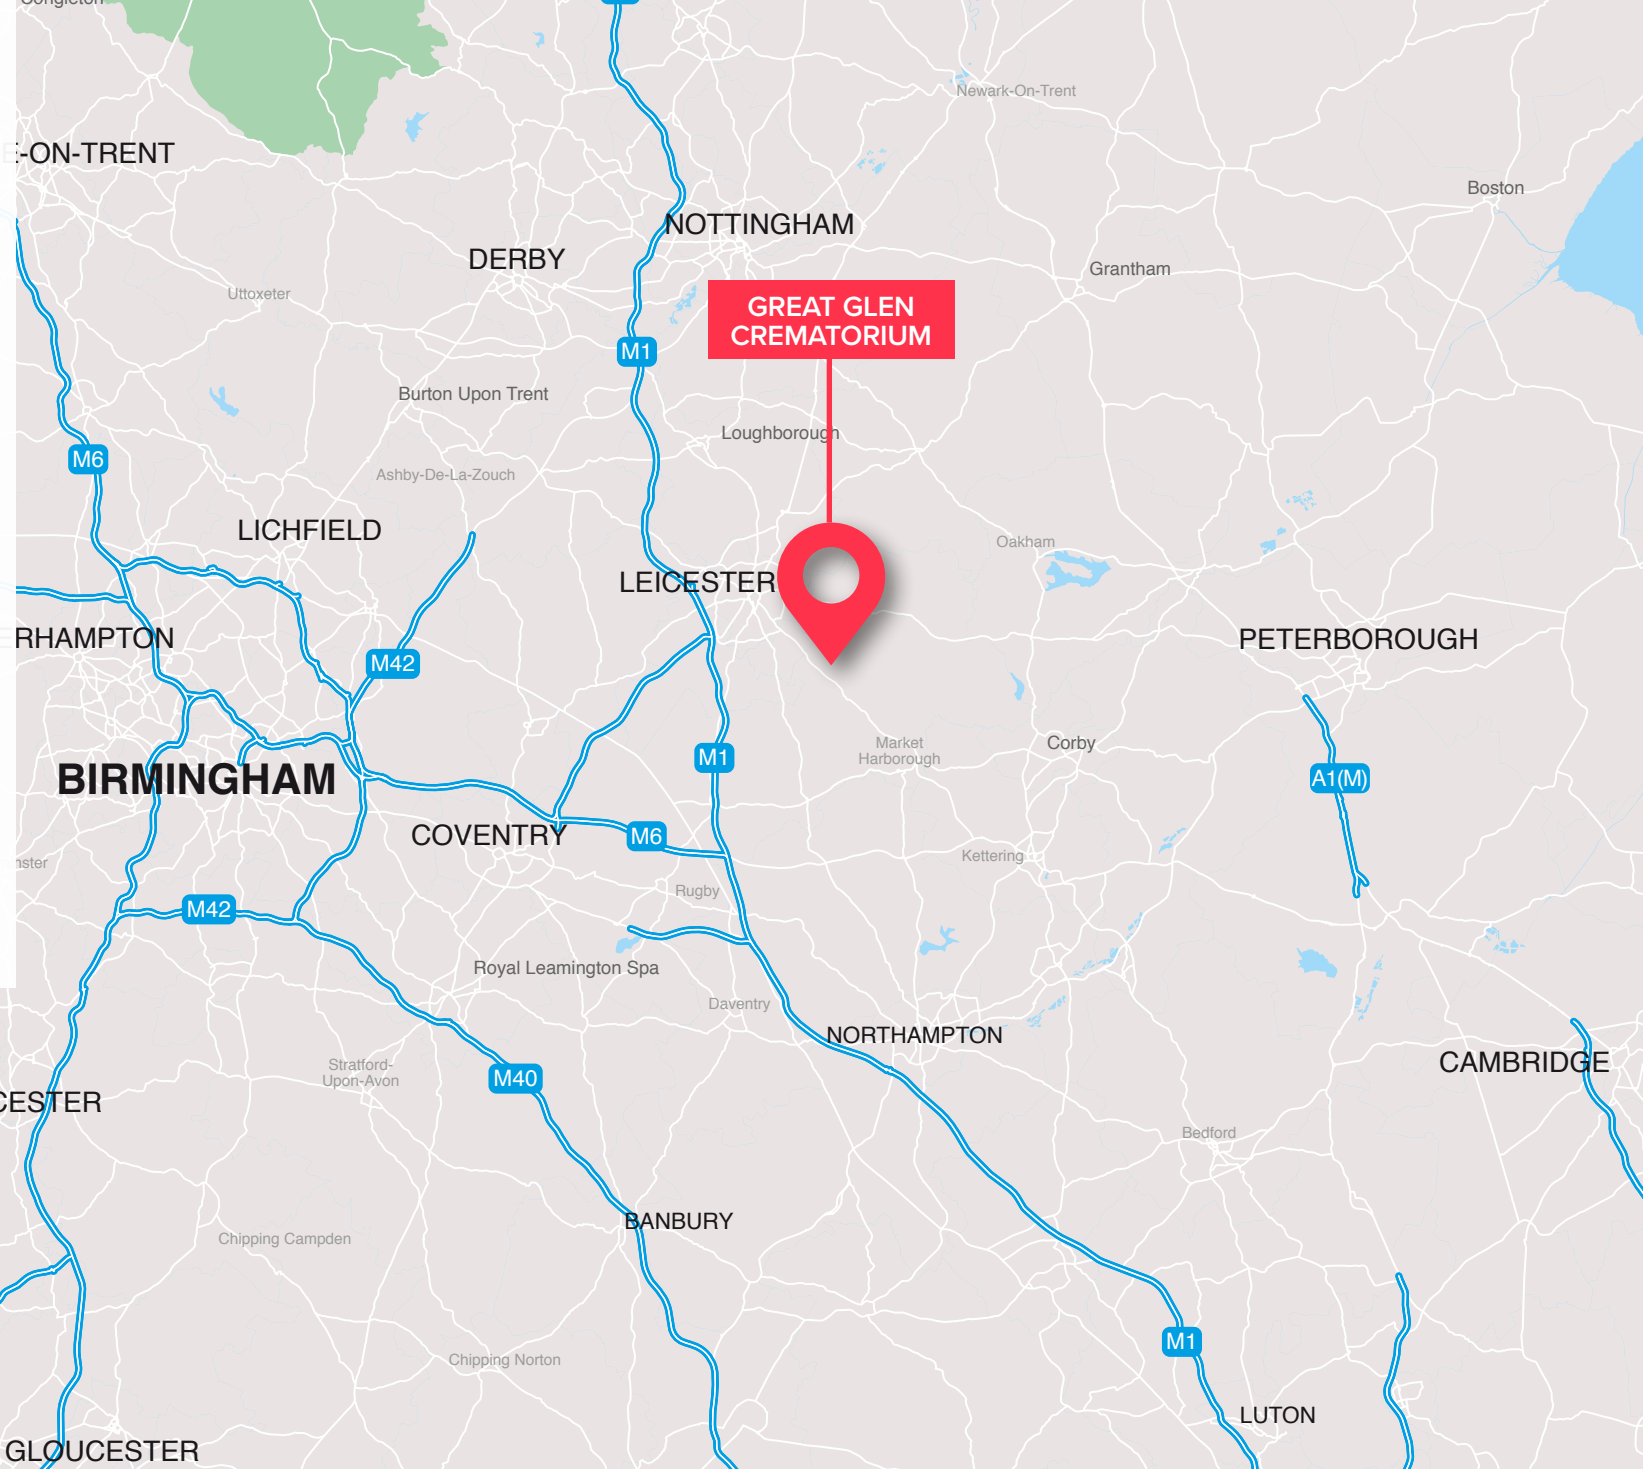 Congleton
Newark-On-Trent
E-ON-TRENT
Boston
NOTTINGHAM
DERBY
Grantham
Uttoxeter
GREAT GLEN
CREMATORIUM
M1
Burton Upon Trent
Loughborough
M6
Ashby-De-La-Zouch
LICHFIELD
Oakham
LEICESTER
ERHAMPTON
PETERBOROUGH
M42
Market
Harborough
Corby
M1
BIRMINGHAM
A1(M)
COVENTRY
M6
Kettering
nster
Rugby
M42
Royal Leamington Spa
Daventry
NORTHAMPTON
Stratford-
Upon-Avon
CAMBRIDGE
M40
CESTER
Bedford
BANBURY
Chipping Campden
M1
Chipping Norton
LUTON
GLOUCESTER